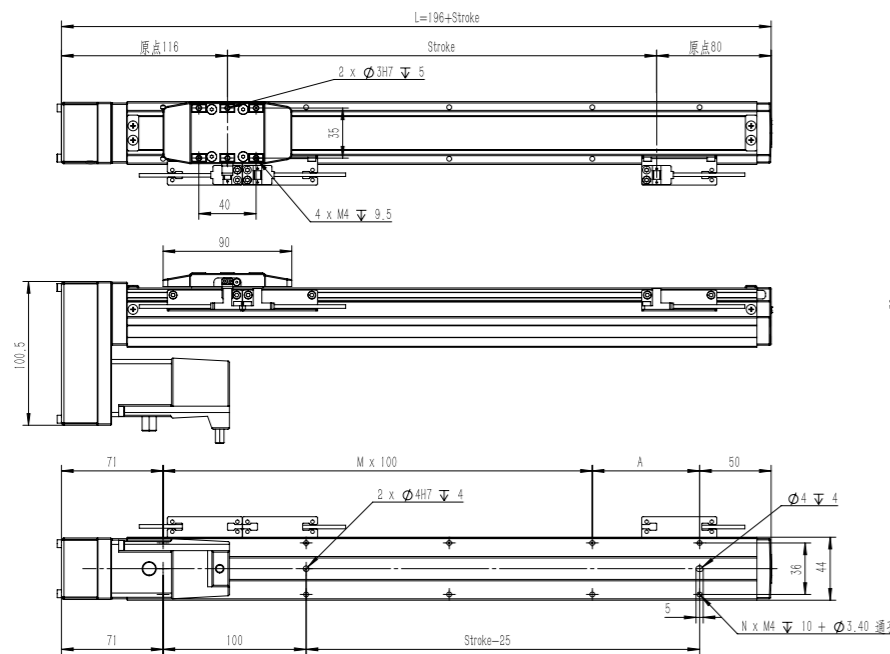 L=196+Stroke
原点116
Stroke
原点80
2 x Ø3H7 ↧ 5
35
40
4 x M4 ↧ 9.5
90
100.5
71
M x 100
A
50
2 x Ø4H7 ↧ 4
Ø4 ↧ 4
36
44
5
N x M4 ↧ 10 + Ø3.40 通
71
100
Stroke-25